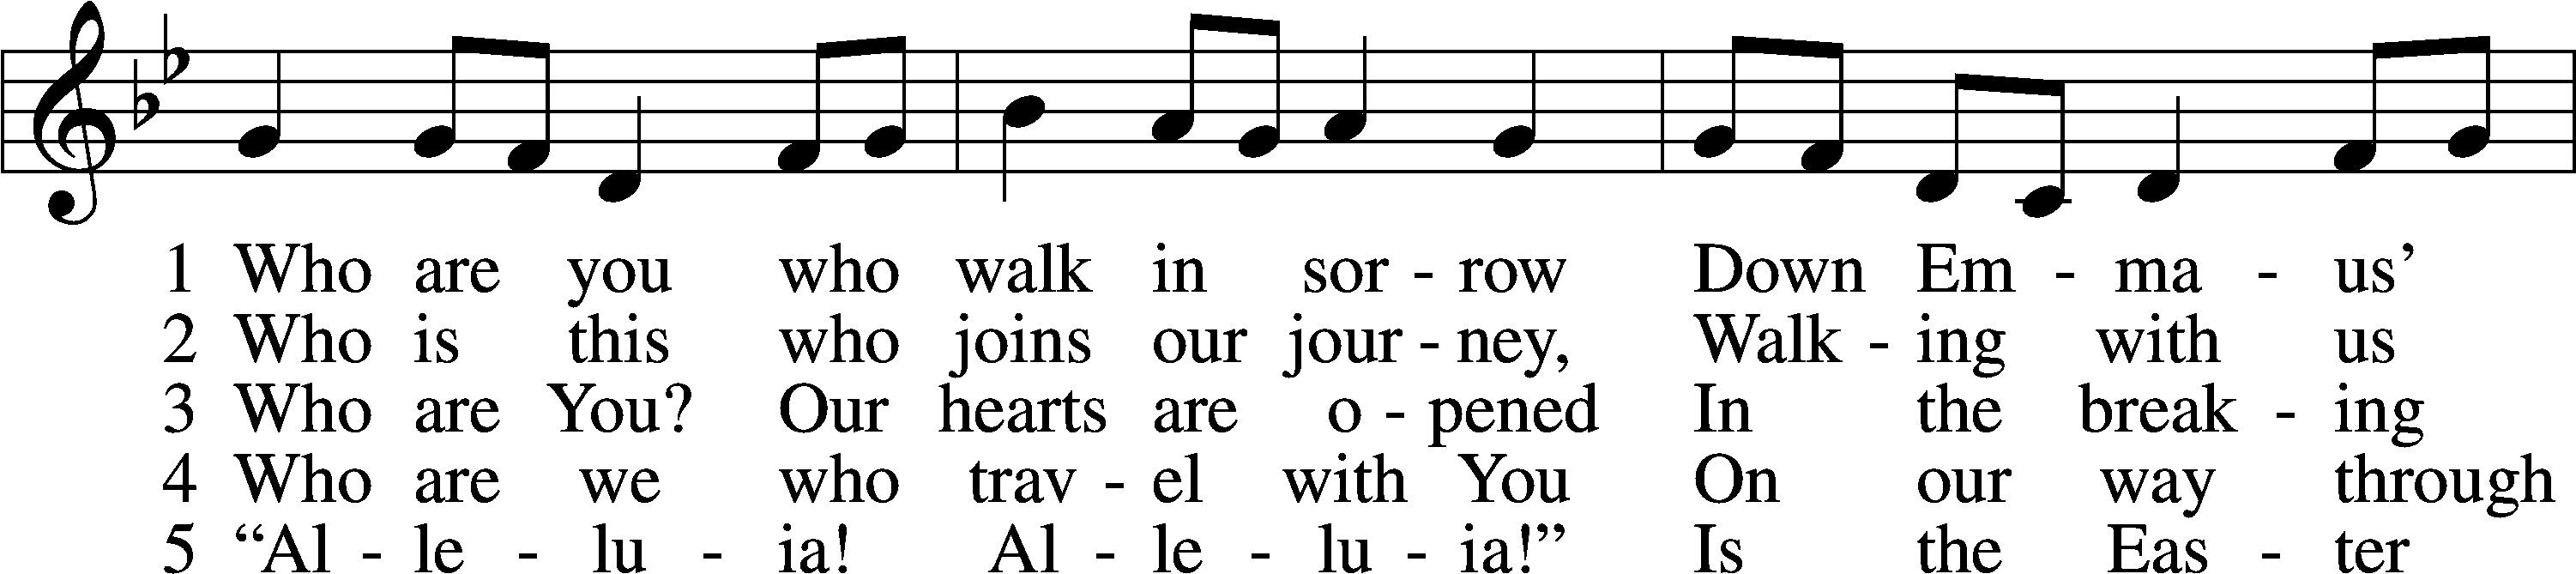 1 Who are you who walk in sor - row Down Em - ma - us’
2 Who is this who joins our jour - ney, Walk - ing with us
3 Who are You? Our hearts are o - pened In the break - ing
4 Who are we who trav - el with You On our way through
5 “Al - le - lu - ia! Al - le - lu - ia!” Is the Eas - ter